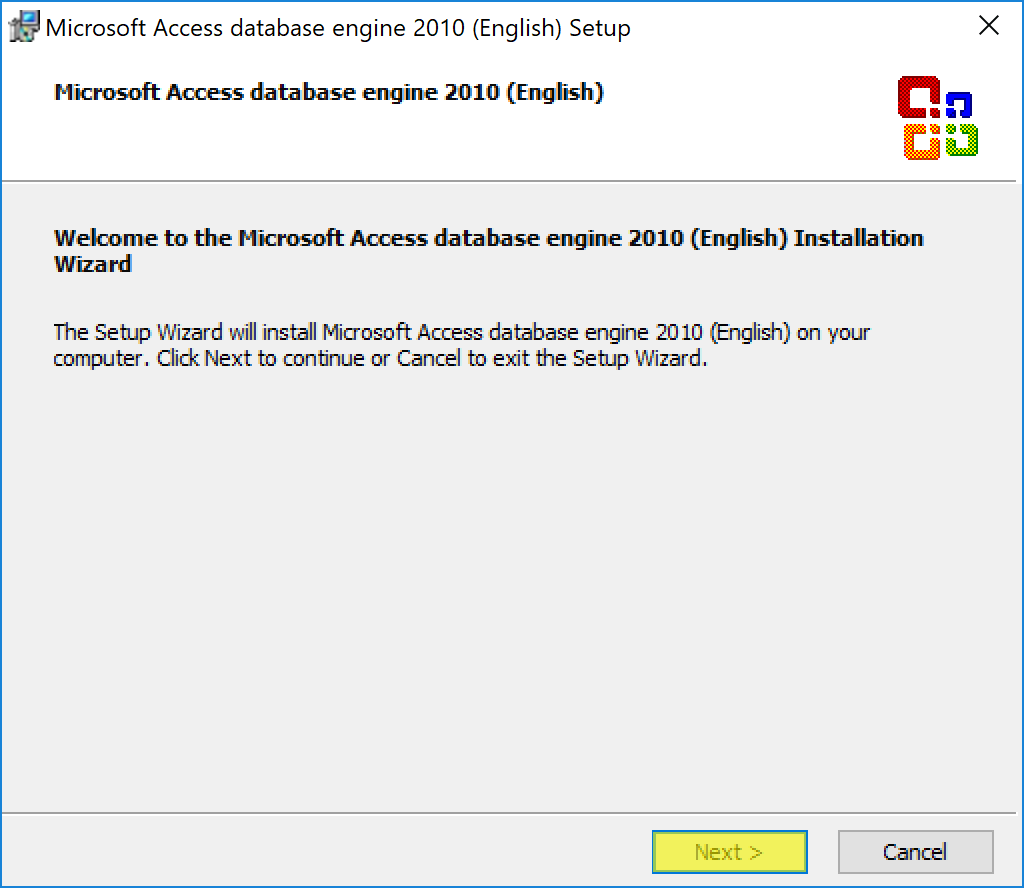 Microsoft Access database engine 2010 (English) Setup
Microsoft Access database engine 2010 (English)
Welcome to the Microsoft Access database engine 2010 (English) Installation
Wizard
The Setup Wizard will install Microsoft Access database engine 2010 (English) on your
computer. Click Next to continue or Cancel to exit the Setup Wizard.
Next >
Cancel